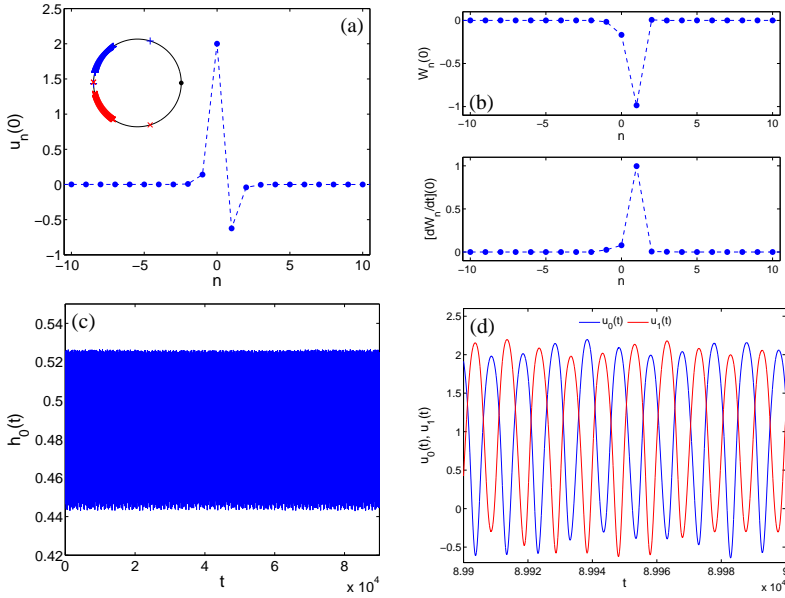 (a)
2.5
2
1.5
1
0.5
0
−0.5
−1
u_n(0)
−10 −5 0 5 10
n
(b)
0
−0.5
−1
W_n(0)
−10 −5 0 5 10
n
1
0.5
0
[dW_n/dt](0)
−10 −5 0 5 10
n
(c)
0.54
0.52
0.5
0.48
0.46
0.44
0.42
h_0(t)
0 2 4 6 8
t
x 10^4
(d)
u_0(t) u_1(t)
2.5
2
1.5
1
0.5
0
−0.5
u_0(t), u_1(t)
8.99 8.992 8.994 8.996 8.998
t
x 10^4